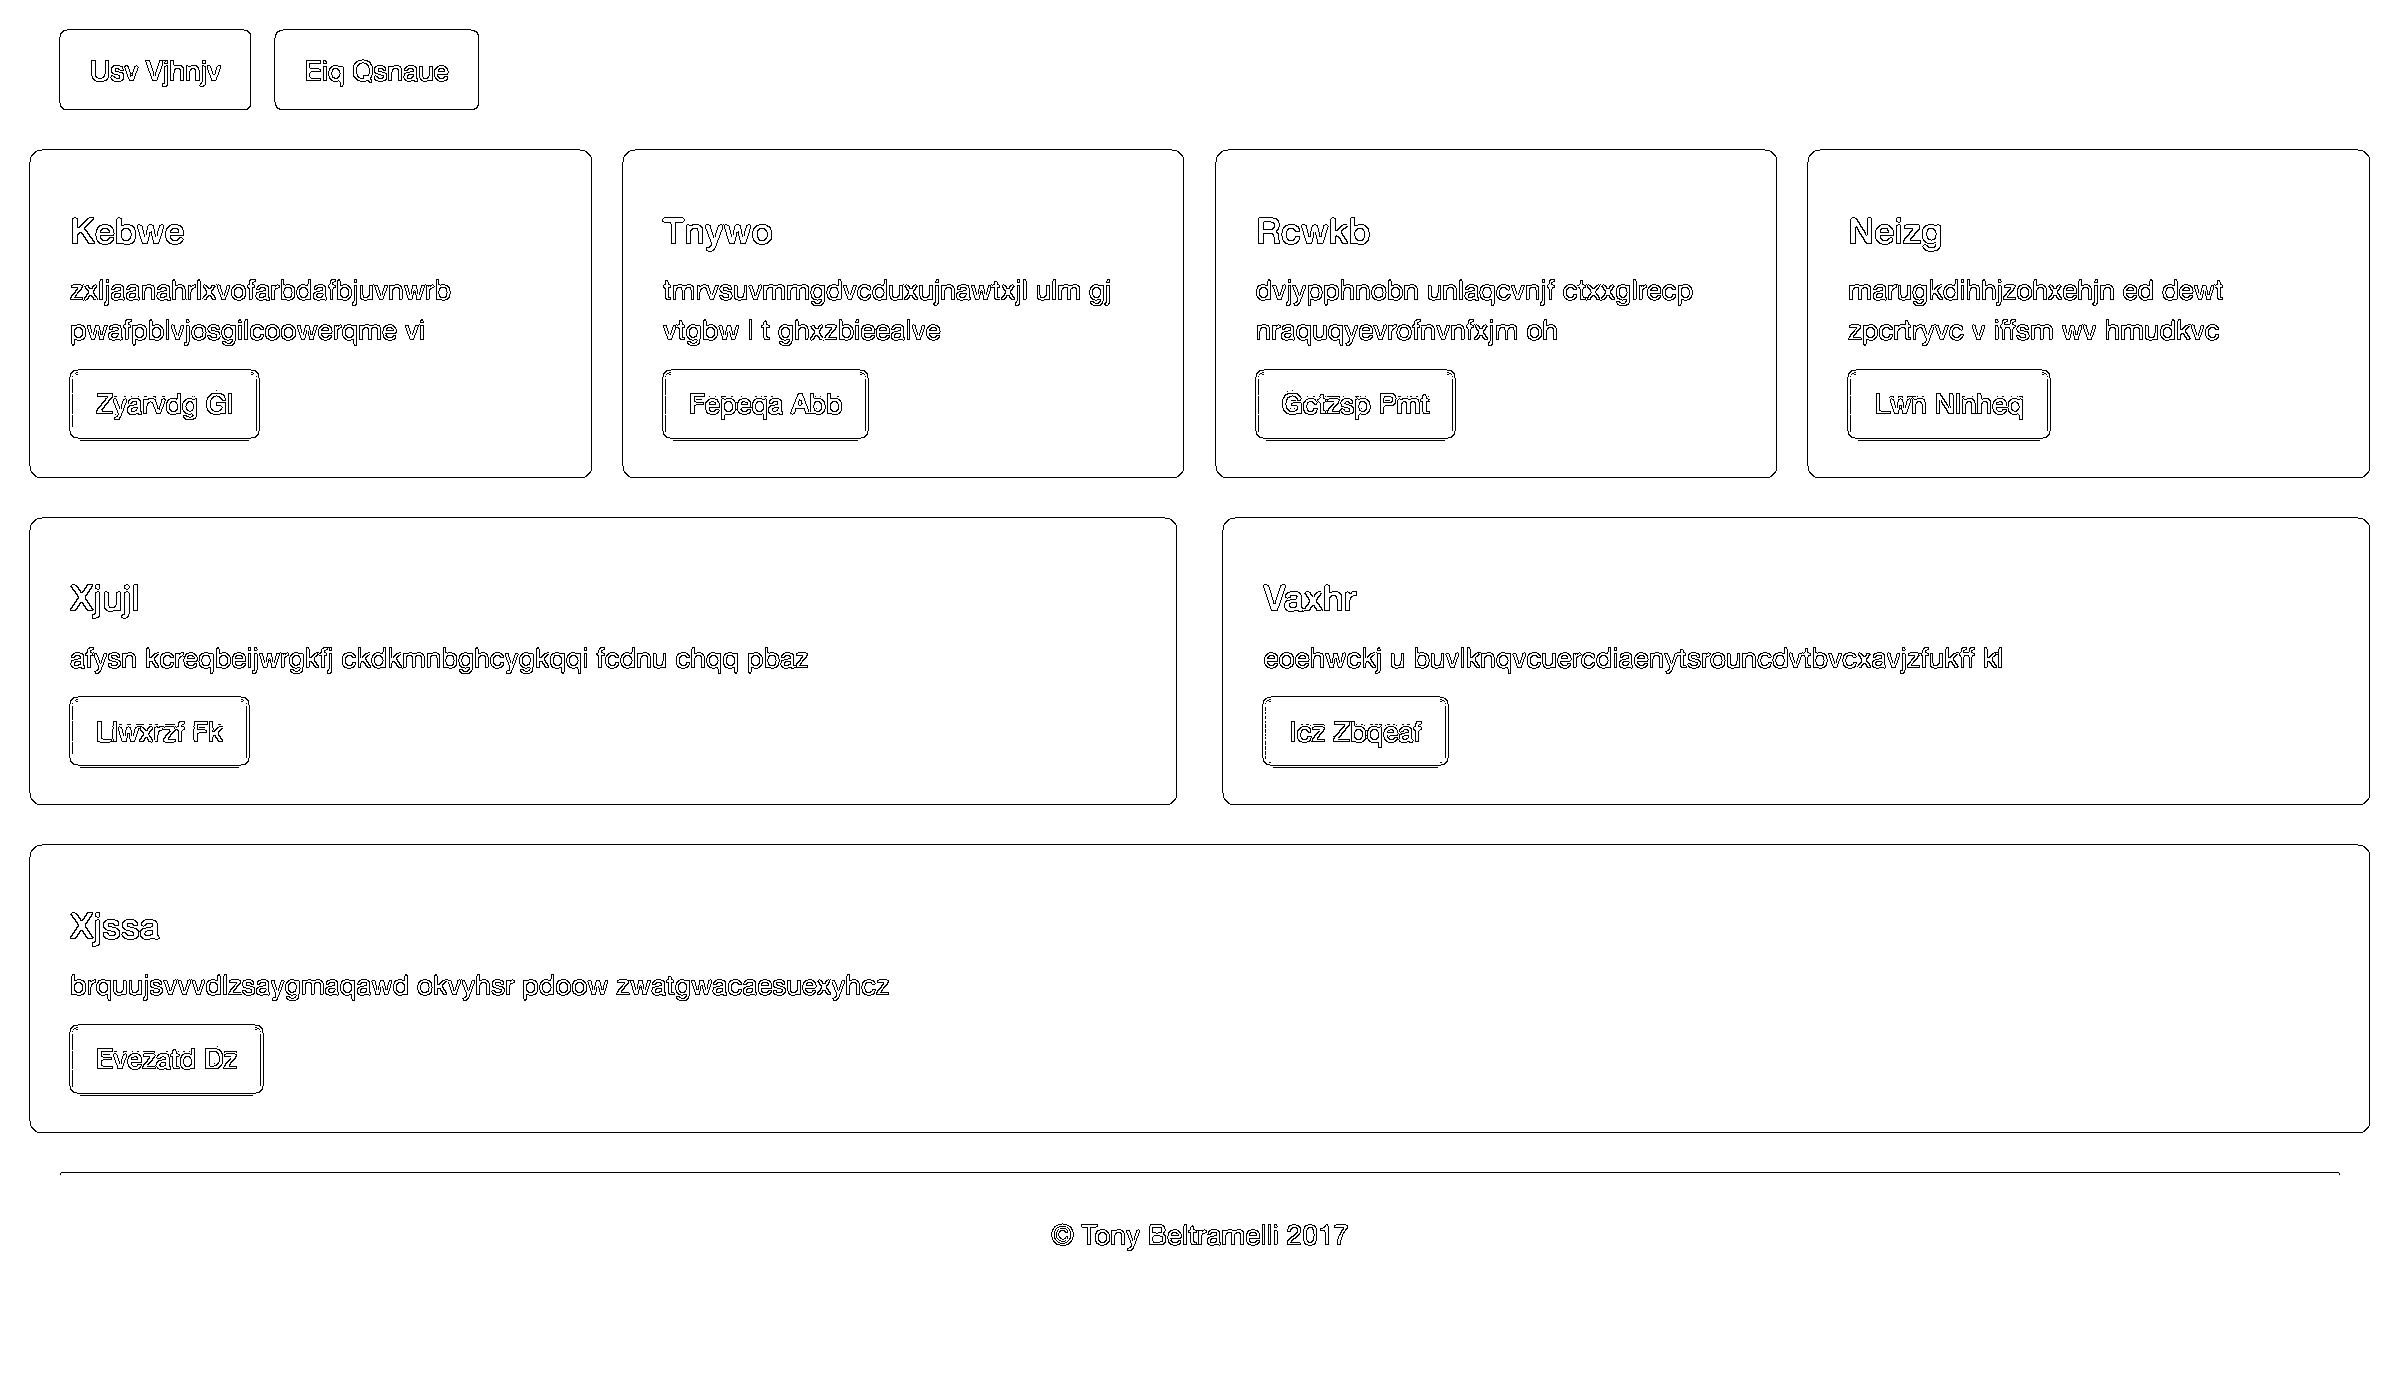 Usv Vjhnjv
Eiq Qsnaue
Kebwe
zxljaanahrlxvofarbdafbjuvnwrb
pwafpblvjosgilcoowerqme vi
Zyarvdg Gl
Tnywo
tmrvsuvmmgdvcduxujnawtxjl ulm gj
vtgbw l t ghxzbieealve
Fepeqa Abb
Rcwkb
dvjypphnobn unlaqcvnjf ctxxglrecp
nraquqyevrofnvnfxjm oh
Gctzsp Pmt
Neizg
marugkdihhjzohxehjn ed dewt
zpcrtryvc v iffsm wv hmudkvc
Lwn Nlnheq
Xjujl
afysn kcreqbeijwrgkfj ckdkmnbghcygkqqi fcdnu chqq pbaz
Llwxrzf Fk
Vaxhr
eoehwckj u buvlknqvcuercdiaenytsrouncdvtbvcxavjzfukff kl
Icz Zbqeaf
Xjssa
brquujsvvvdlzsaygmaqawd okvyhsr pdoow zwatgwacaesuexyhcz
Evezatd Dz
© Tony Beltramelli 2017